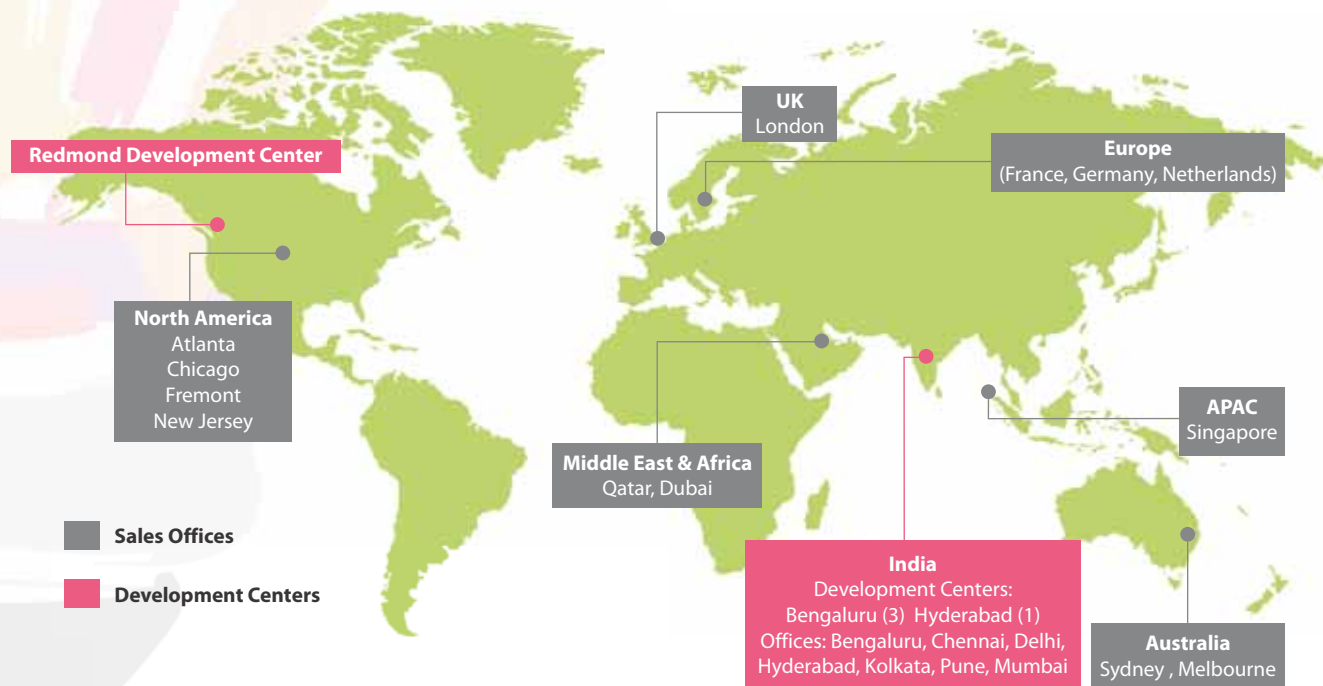 UK
London
Redmond Development Center
Europe
(France, Germany, Netherlands)
North America
Atlanta
Chicago
Fremont
New Jersey
APAC
Singapore
Middle East & Africa
Qatar, Dubai
Sales Offices
Development Centers
India
Development Centers:
Bengaluru (3) Hyderabad (1)
Offices: Bengaluru, Chennai, Delhi,
Hyderabad, Kolkata, Pune, Mumbai
Australia
Sydney , Melbourne